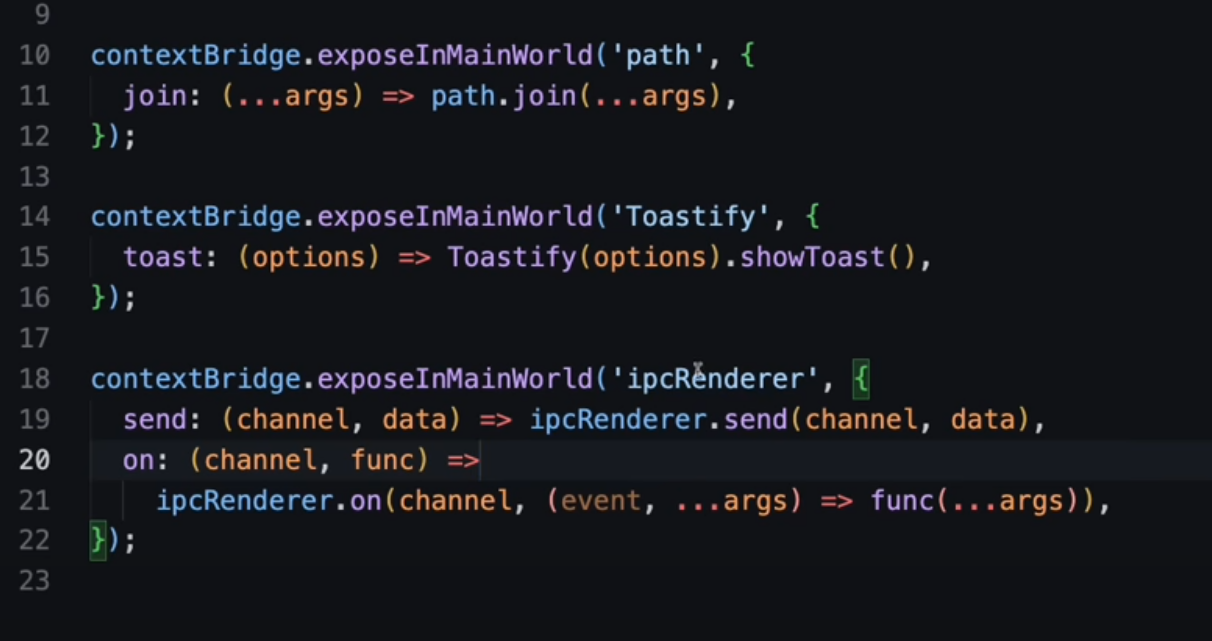 9
10 contextBridge.exposeInMainWorld('path', {
11   join: (...args) => path.join(...args),
12 });
13
14 contextBridge.exposeInMainWorld('Toastify', {
15   toast: (options) => Toastify(options).showToast(),
16 });
17
18 contextBridge.exposeInMainWorld('ipcRenderer', {
19   send: (channel, data) => ipcRenderer.send(channel, data),
20   on: (channel, func) =>
21     ipcRenderer.on(channel, (event, ...args) => func(...args)),
22 });
23